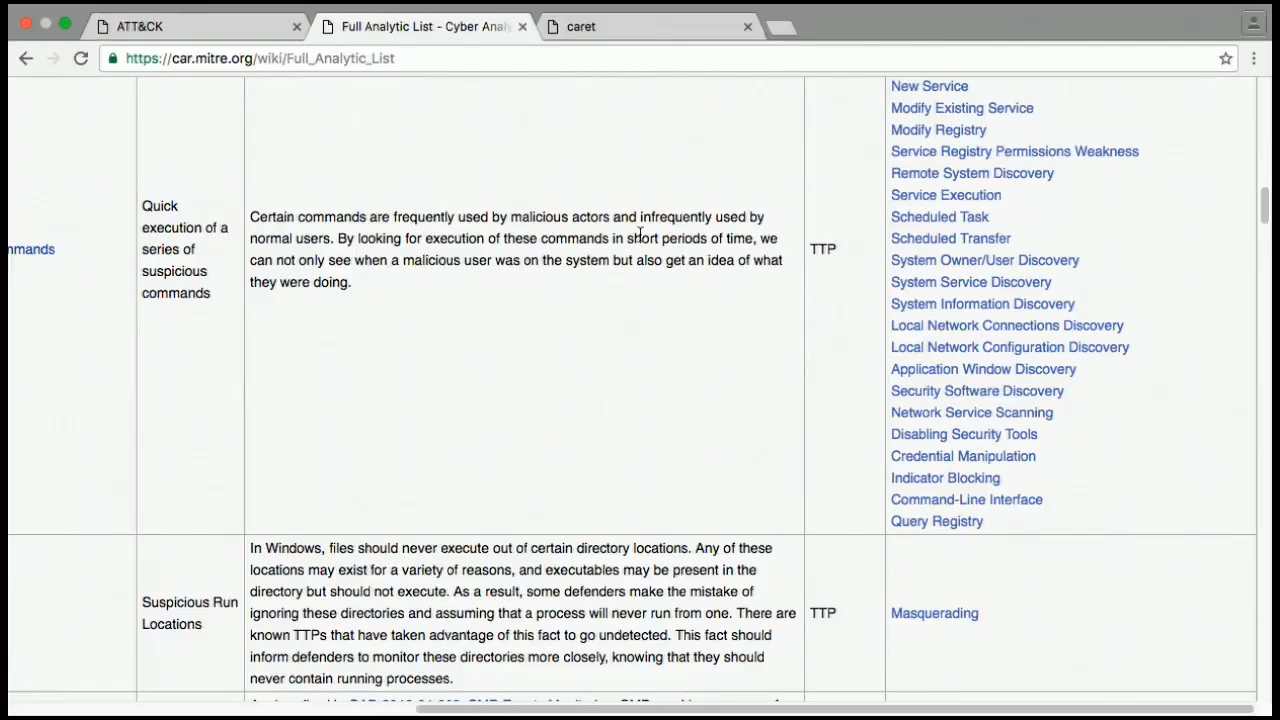 ATT&CK
Full Analytic List - Cyber Analy
caret
https://car.mitre.org/wiki/Full_Analytic_List
New Service
Modify Existing Service
Modify Registry
Service Registry Permissions Weakness
Remote System Discovery
Service Execution
Scheduled Task
Scheduled Transfer
System Owner/User Discovery
System Service Discovery
System Information Discovery
Local Network Connections Discovery
Local Network Configuration Discovery
Application Window Discovery
Security Software Discovery
Network Service Scanning
Disabling Security Tools
Credential Manipulation
Indicator Blocking
Command-Line Interface
Query Registry
mmands
Quick
execution of a
series of
suspicious
commands
Certain commands are frequently used by malicious actors and infrequently used by
normal users. By looking for execution of these commands in short periods of time, we
can not only see when a malicious user was on the system but also get an idea of what
they were doing.
TTP
Suspicious Run
Locations
In Windows, files should never execute out of certain directory locations. Any of these
locations may exist for a variety of reasons, and executables may be present in the
directory but should not execute. As a result, some defenders make the mistake of
ignoring these directories and assuming that a process will never run from one. There are
known TTPs that have taken advantage of this fact to go undetected. This fact should
inform defenders to monitor these directories more closely, knowing that they should
never contain running processes.
TTP
Masquerading